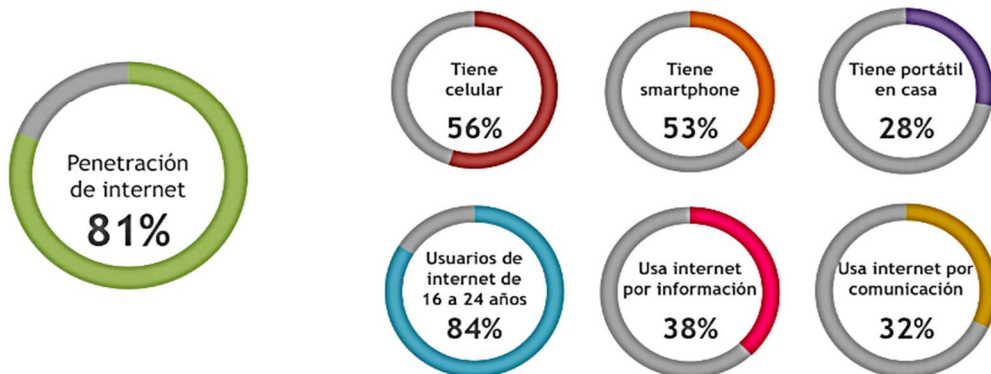 Penetración
de internet
81%
Tiene
celular
56%
Tiene
smartphone
53%
Tiene portátil
en casa
28%
Usuarios de
internet de
16 a 24 años
84%
Usa internet
por información
38%
Usa internet por
comunicación
32%